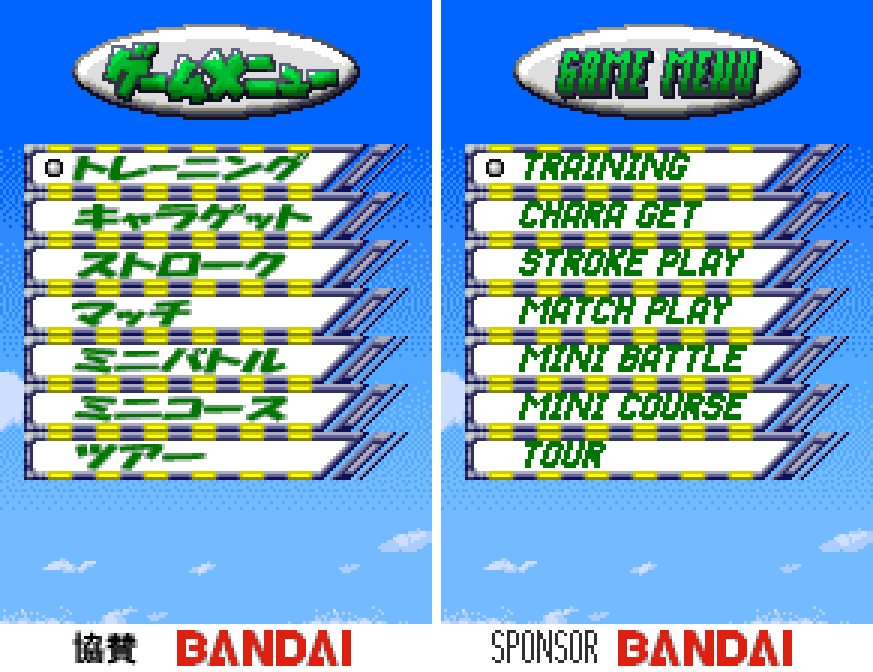 ゲームメニュー
トレーニング
キャラゲット
ストローク
マッチ
ミニバトル
ミニコース
ツアー
協賛 BANDAI
GAME MENU
TRAINING
CHARA GET
STROKE PLAY
MATCH PLAY
MINI BATTLE
MINI COURSE
TOUR
SPONSOR BANDAI